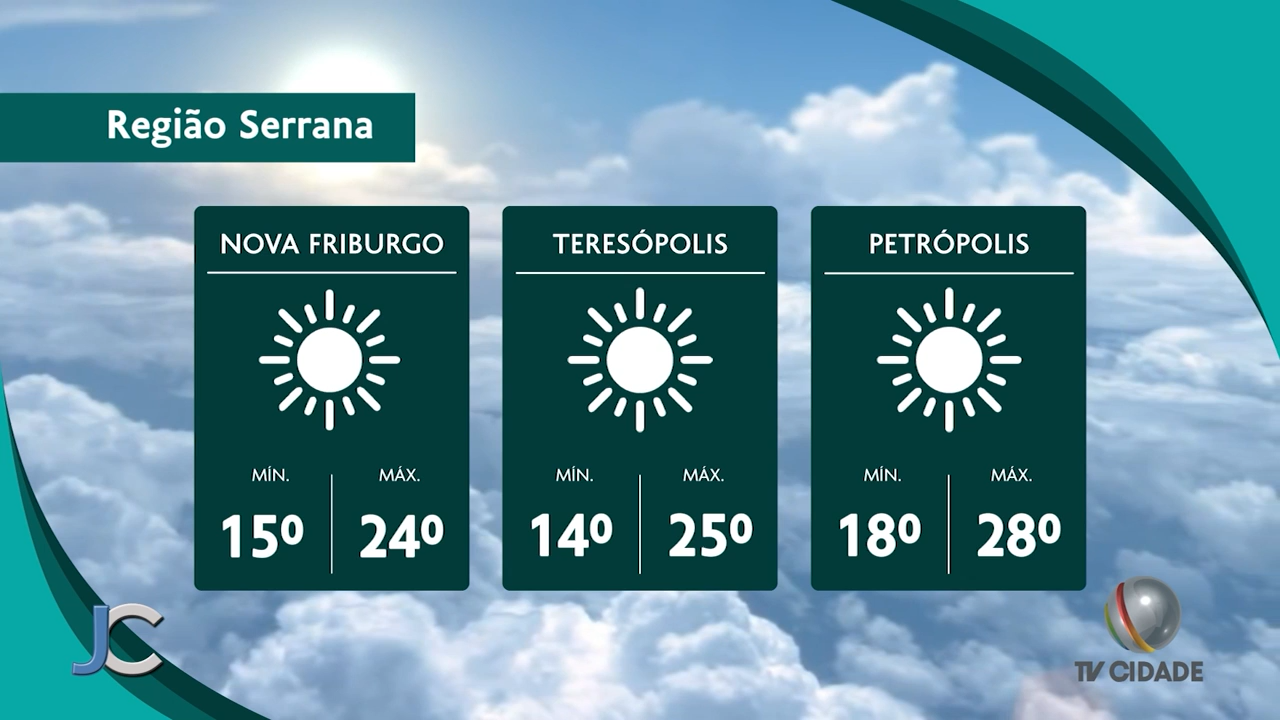 Região Serrana
NOVA FRIBURGO
MÍN. MÁX.
15º 24º
TERESÓPOLIS
MÍN. MÁX.
14º 25º
PETRÓPOLIS
MÍN. MÁX.
18º 28º
JC
TV CIDADE